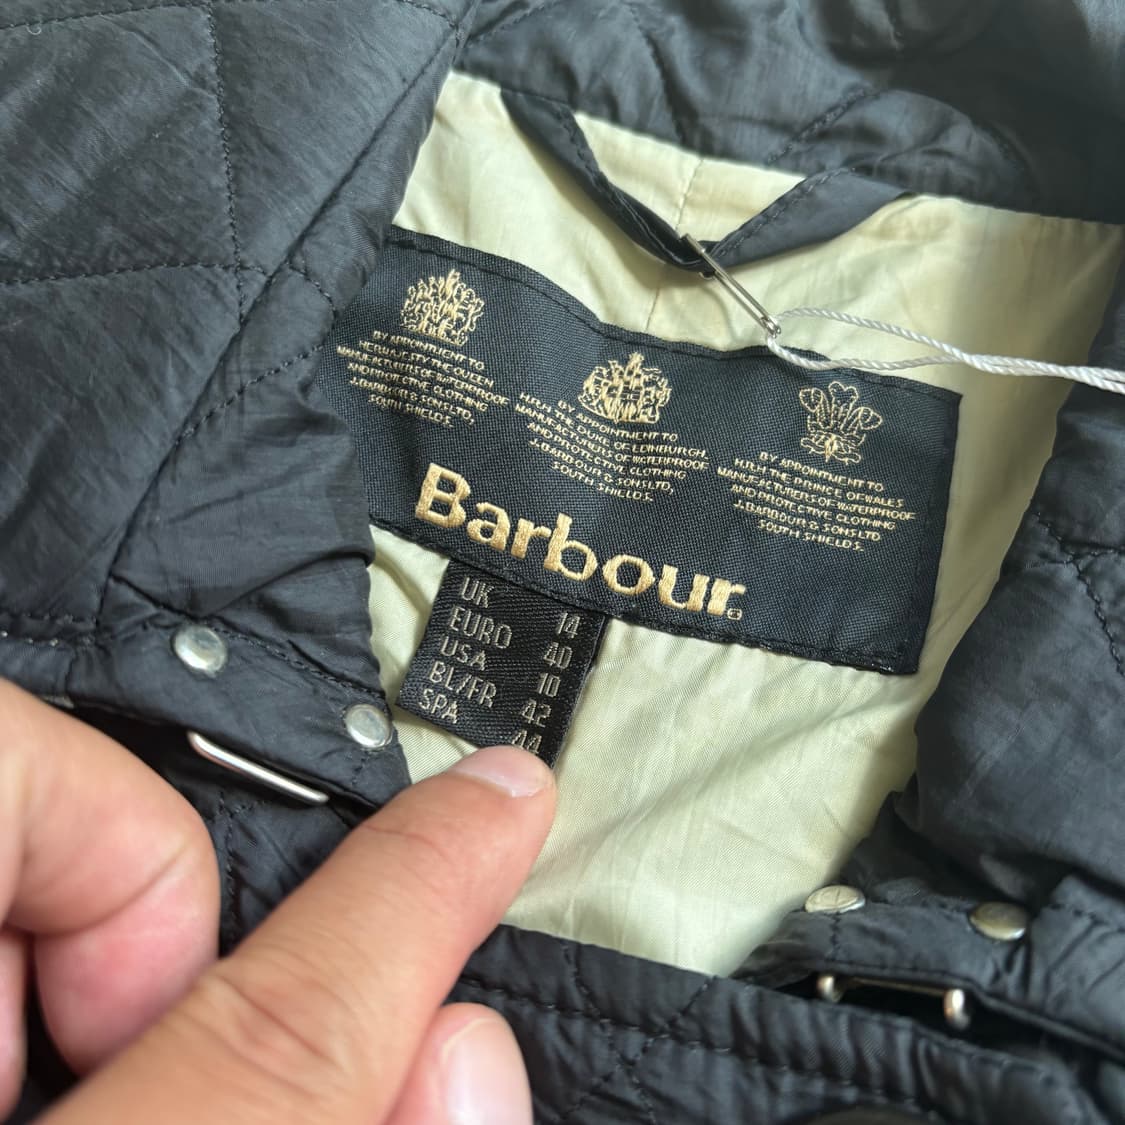 BY APPOINTMENT TO
HER MAJESTY THE QUEEN
MANUFACTURERS OF WATERPROOF
AND PROTECTIVE CLOTHING
J.BARBOUR & SONS LTD,
SOUTH SHIELDS.
BY APPOINTMENT TO
H.R.H THE DUKE OF EDINBURGH,
MANUFACTURERS OF WATERPROOF
AND PROTECTIVE CLOTHING
J.BARBOUR & SONS LTD,
SOUTH SHIELDS.
BY APPOINTMENT TO
H.R.H THE PRINCE OF WALES
MANUFACTURERS OF WATERPROOF
AND PROTECTIVE CLOTHING
J.BARBOUR & SONS LTD
SOUTH SHIELDS.
Barbour®
UK 14
EURO 40
USA 10
BL/FR 42
SPA 44